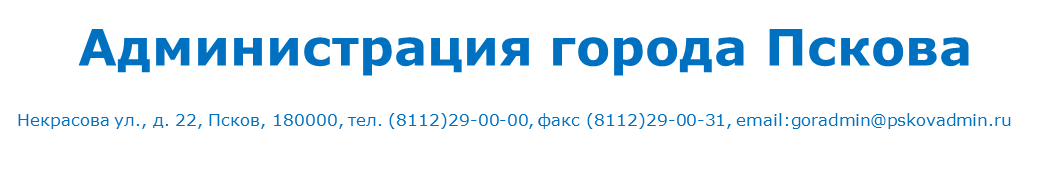 Администрация города Пскова
Некрасова ул., д. 22, Псков, 180000, тел. (8112)29-00-00, факс (8112)29-00-31, email:goradmin@pskovadmin.ru